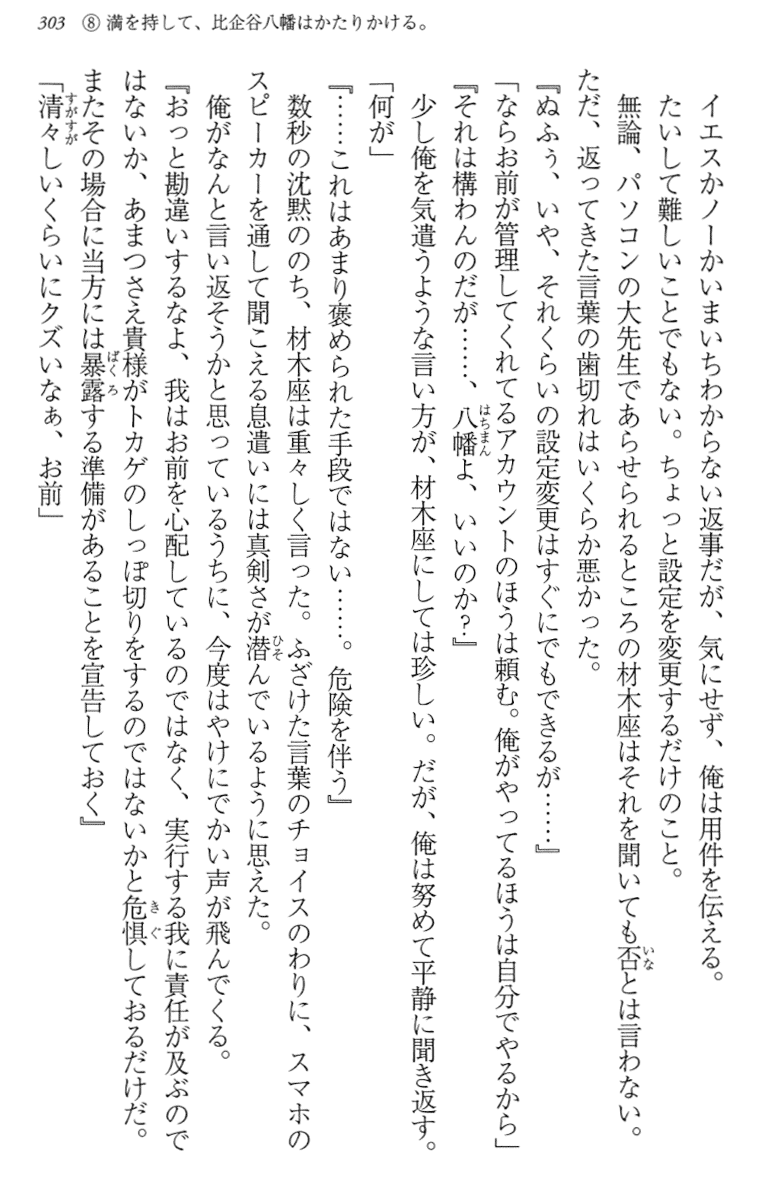 303 ⑧ 満を持して、比企谷八幡はかたりかける。
イエスかノーかいまいちわからない返事だが、気にせず、俺は用件を伝える。
たいして難しいことでもない。ちょっと設定を変更するだけのこと。
無論、パソコンの大先生であらせられるところの材木座はそれを聞いても否とは言わない。
ただ、返ってきた言葉の歯切れはいくらか悪かった。
『ぬふぅ、いや、それくらいの設定変更はすぐにでもできるが……』
「ならお前が管理してくれてるアカウントのほうは頼む。俺がやってるほうは自分でやるから」
『それは構わんのだが……、八幡よ、いいのか?』
少し俺を気遣うような言い方が、材木座にしては珍しい。だが、俺は努めて平静に聞き返す。
「何が」
『……これはあまり褒められた手段ではない……。危険を伴う』
数秒の沈黙ののち、材木座は重々しく言った。ふざけた言葉のチョイスのわりに、スマホの
スピーカーを通して聞こえる息遣いには真剣さが潜んでいるように思えた。
俺がなんと言い返そうかと思っているうちに、今度はやけにでかい声が飛んでくる。
『おっと勘違いするなよ、我はお前を心配しているのではなく、実行する我に責任が及ぶので
はないか、あまつさえ貴様がトカゲのしっぽ切りをするのではないかと危惧しておるだけだ。
またその場合に当方には暴露する準備があることを宣告しておく』
「清々しいくらいにクズいなぁ、お前」